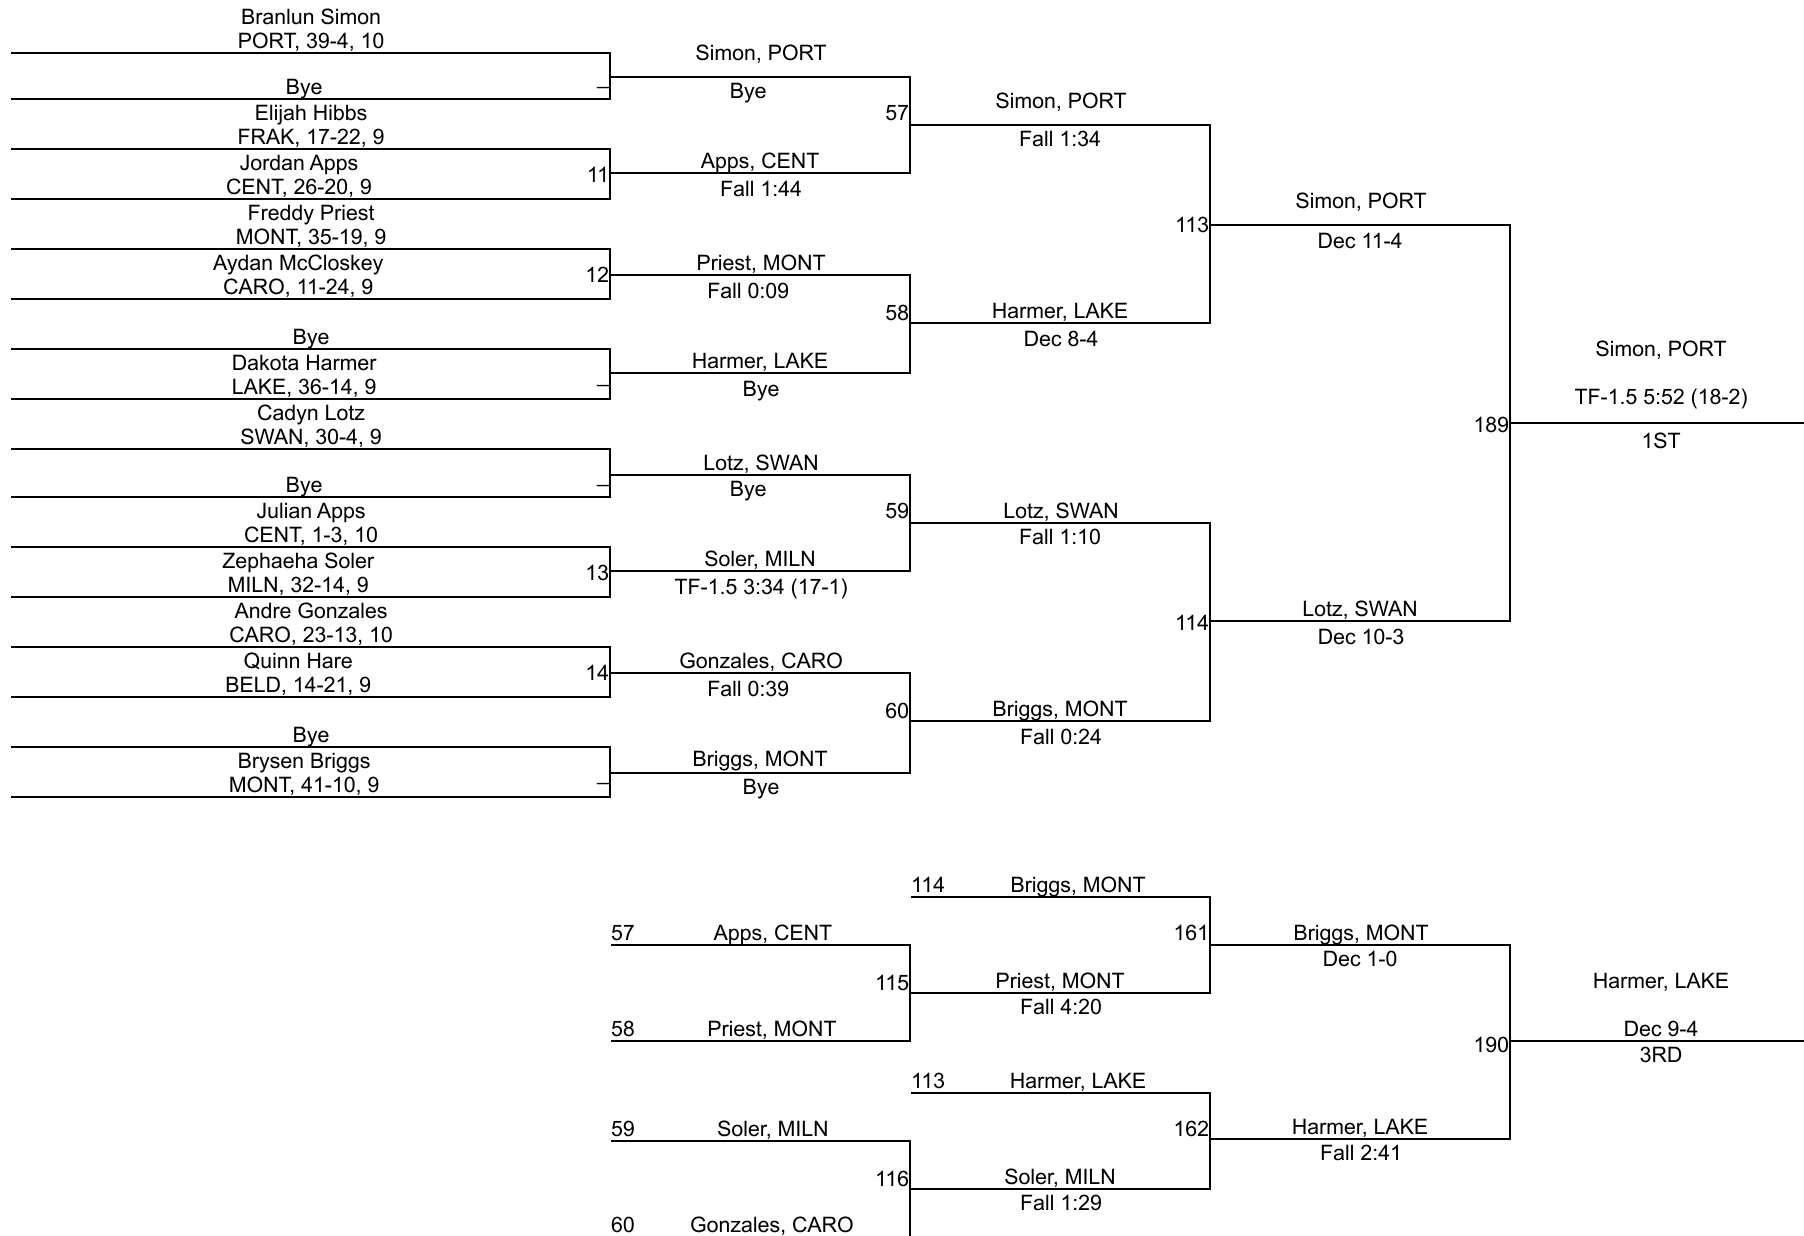 Branlun Simon
PORT, 39-4, 10
Bye
Elijah Hibbs
FRAK, 17-22, 9
Jordan Apps
CENT, 26-20, 9
Freddy Priest
MONT, 35-19, 9
Aydan McCloskey
CARO, 11-24, 9
Bye
Dakota Harmer
LAKE, 36-14, 9
Cadyn Lotz
SWAN, 30-4, 9
Bye
Julian Apps
CENT, 1-3, 10
Zephaeha Soler
MILN, 32-14, 9
Andre Gonzales
CARO, 23-13, 10
Quinn Hare
BELD, 14-21, 9
Bye
Brysen Briggs
MONT, 41-10, 9
Simon, PORT
Bye
11
Apps, CENT
Fall 1:44
12
Priest, MONT
Fall 0:09
Harmer, LAKE
Bye
Lotz, SWAN
Bye
13
Soler, MILN
TF-1.5 3:34 (17-1)
14
Gonzales, CARO
Fall 0:39
Briggs, MONT
Bye
57
Simon, PORT
Fall 1:34
58
Harmer, LAKE
Dec 8-4
59
Lotz, SWAN
Fall 1:10
60
Briggs, MONT
Fall 0:24
113
Simon, PORT
Dec 11-4
114
Lotz, SWAN
Dec 10-3
189
Simon, PORT
TF-1.5 5:52 (18-2)
1ST
114 Briggs, MONT
57 Apps, CENT
58 Priest, MONT
115
Priest, MONT
Fall 4:20
161
Briggs, MONT
Dec 1-0
113 Harmer, LAKE
59 Soler, MILN
60 Gonzales, CARO
116
Soler, MILN
Fall 1:29
162
Harmer, LAKE
Fall 2:41
190
Harmer, LAKE
Dec 9-4
3RD